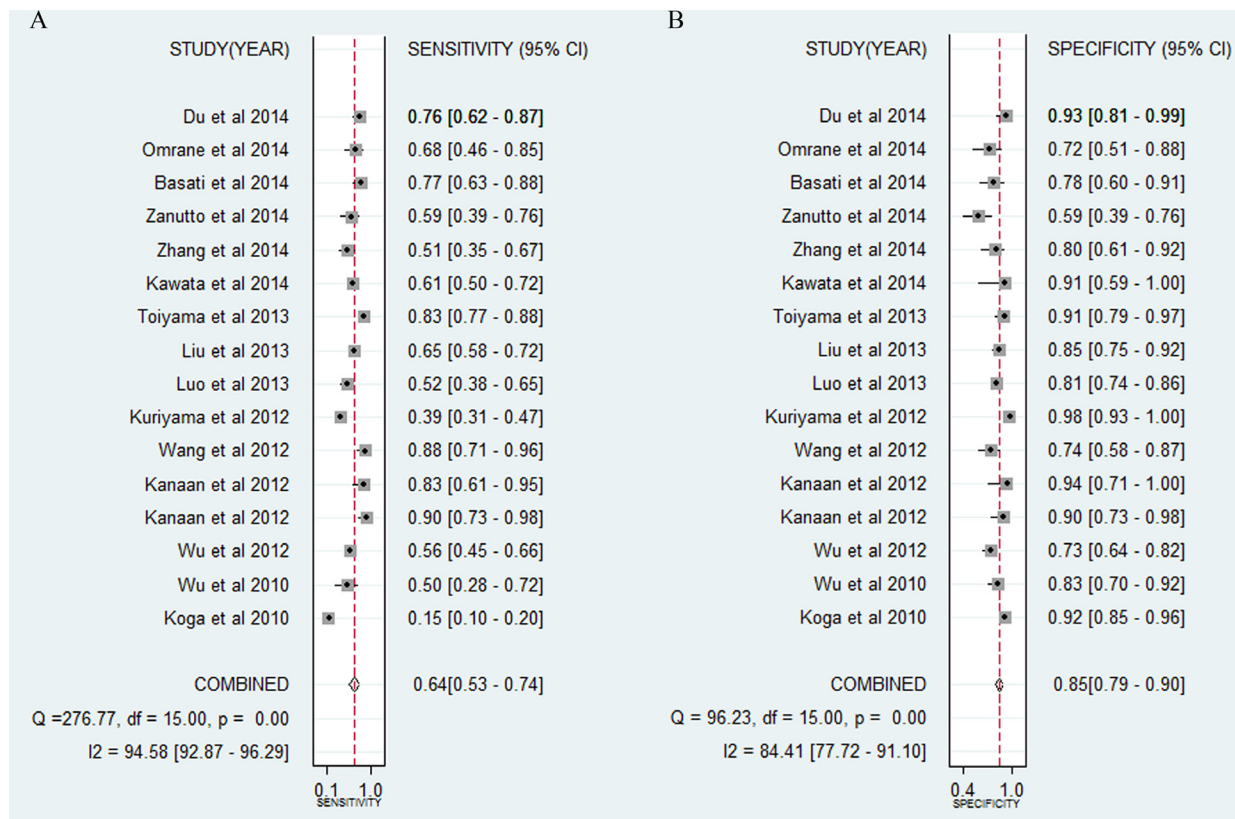 A
STUDY(YEAR) SENSITIVITY (95% CI)
Du et al 2014 0.76 [0.62 - 0.87]
Omrane et al 2014 0.68 [0.46 - 0.85]
Basati et al 2014 0.77 [0.63 - 0.88]
Zanutto et al 2014 0.59 [0.39 - 0.76]
Zhang et al 2014 0.51 [0.35 - 0.67]
Kawata et al 2014 0.61 [0.50 - 0.72]
Toiyama et al 2013 0.83 [0.77 - 0.88]
Liu et al 2013 0.65 [0.58 - 0.72]
Luo et al 2013 0.52 [0.38 - 0.65]
Kuriyama et al 2012 0.39 [0.31 - 0.47]
Wang et al 2012 0.88 [0.71 - 0.96]
Kanaan et al 2012 0.83 [0.61 - 0.95]
Kanaan et al 2012 0.90 [0.73 - 0.98]
Wu et al 2012 0.56 [0.45 - 0.66]
Wu et al 2010 0.50 [0.28 - 0.72]
Koga et al 2010 0.15 [0.10 - 0.20]
COMBINED 0.64[0.53 - 0.74]
Q =276.77, df = 15.00, p = 0.00
I2 = 94.58 [92.87 - 96.29]
0.1 1.0
SENSITIVITY
B
STUDY(YEAR) SPECIFICITY (95% CI)
Du et al 2014 0.93 [0.81 - 0.99]
Omrane et al 2014 0.72 [0.51 - 0.88]
Basati et al 2014 0.78 [0.60 - 0.91]
Zanutto et al 2014 0.59 [0.39 - 0.76]
Zhang et al 2014 0.80 [0.61 - 0.92]
Kawata et al 2014 0.91 [0.59 - 1.00]
Toiyama et al 2013 0.91 [0.79 - 0.97]
Liu et al 2013 0.85 [0.75 - 0.92]
Luo et al 2013 0.81 [0.74 - 0.86]
Kuriyama et al 2012 0.98 [0.93 - 1.00]
Wang et al 2012 0.74 [0.58 - 0.87]
Kanaan et al 2012 0.94 [0.71 - 1.00]
Kanaan et al 2012 0.90 [0.73 - 0.98]
Wu et al 2012 0.73 [0.64 - 0.82]
Wu et al 2010 0.83 [0.70 - 0.92]
Koga et al 2010 0.92 [0.85 - 0.96]
COMBINED 0.85[0.79 - 0.90]
Q = 96.23, df = 15.00, p = 0.00
I2 = 84.41 [77.72 - 91.10]
0.4 1.0
SPECIFICITY